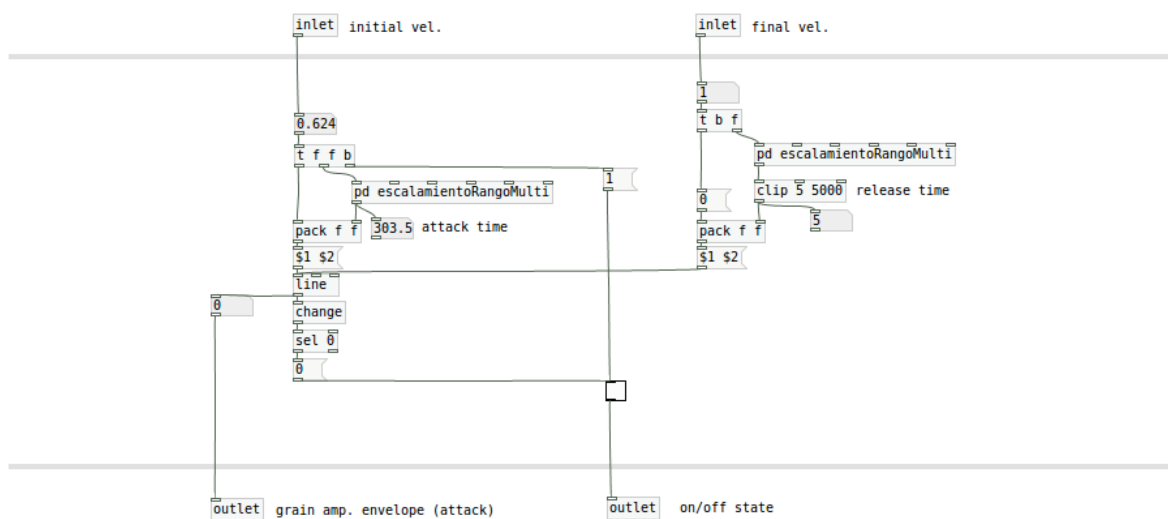 inlet initial vel.
inlet final vel.
1
0.624
t b f
t f f b
pd escalamientoRangoMulti
1
pd escalamientoRangoMulti
clip 5 5000 release time
0
303.5 attack time
5
pack f f
pack f f
$1 $2
$1 $2
line
0
change
sel 0
0
outlet grain amp. envelope (attack)
outlet on/off state